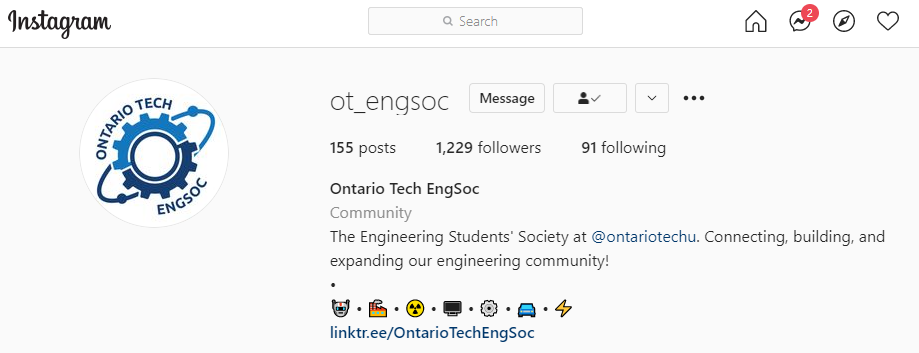 Instagram
Search
2
ONTARIO TECH
ENGSOC
ot_engsoc
Message
155 posts 1,229 followers 91 following
Ontario Tech EngSoc
Community
The Engineering Students' Society at @ontariotechu. Connecting, building, and
expanding our engineering community!
•
🤖 • 🏭 • ☢️ • 🖥️ • ⚙️ • 🚘 • ⚡
linktr.ee/OntarioTechEngSoc